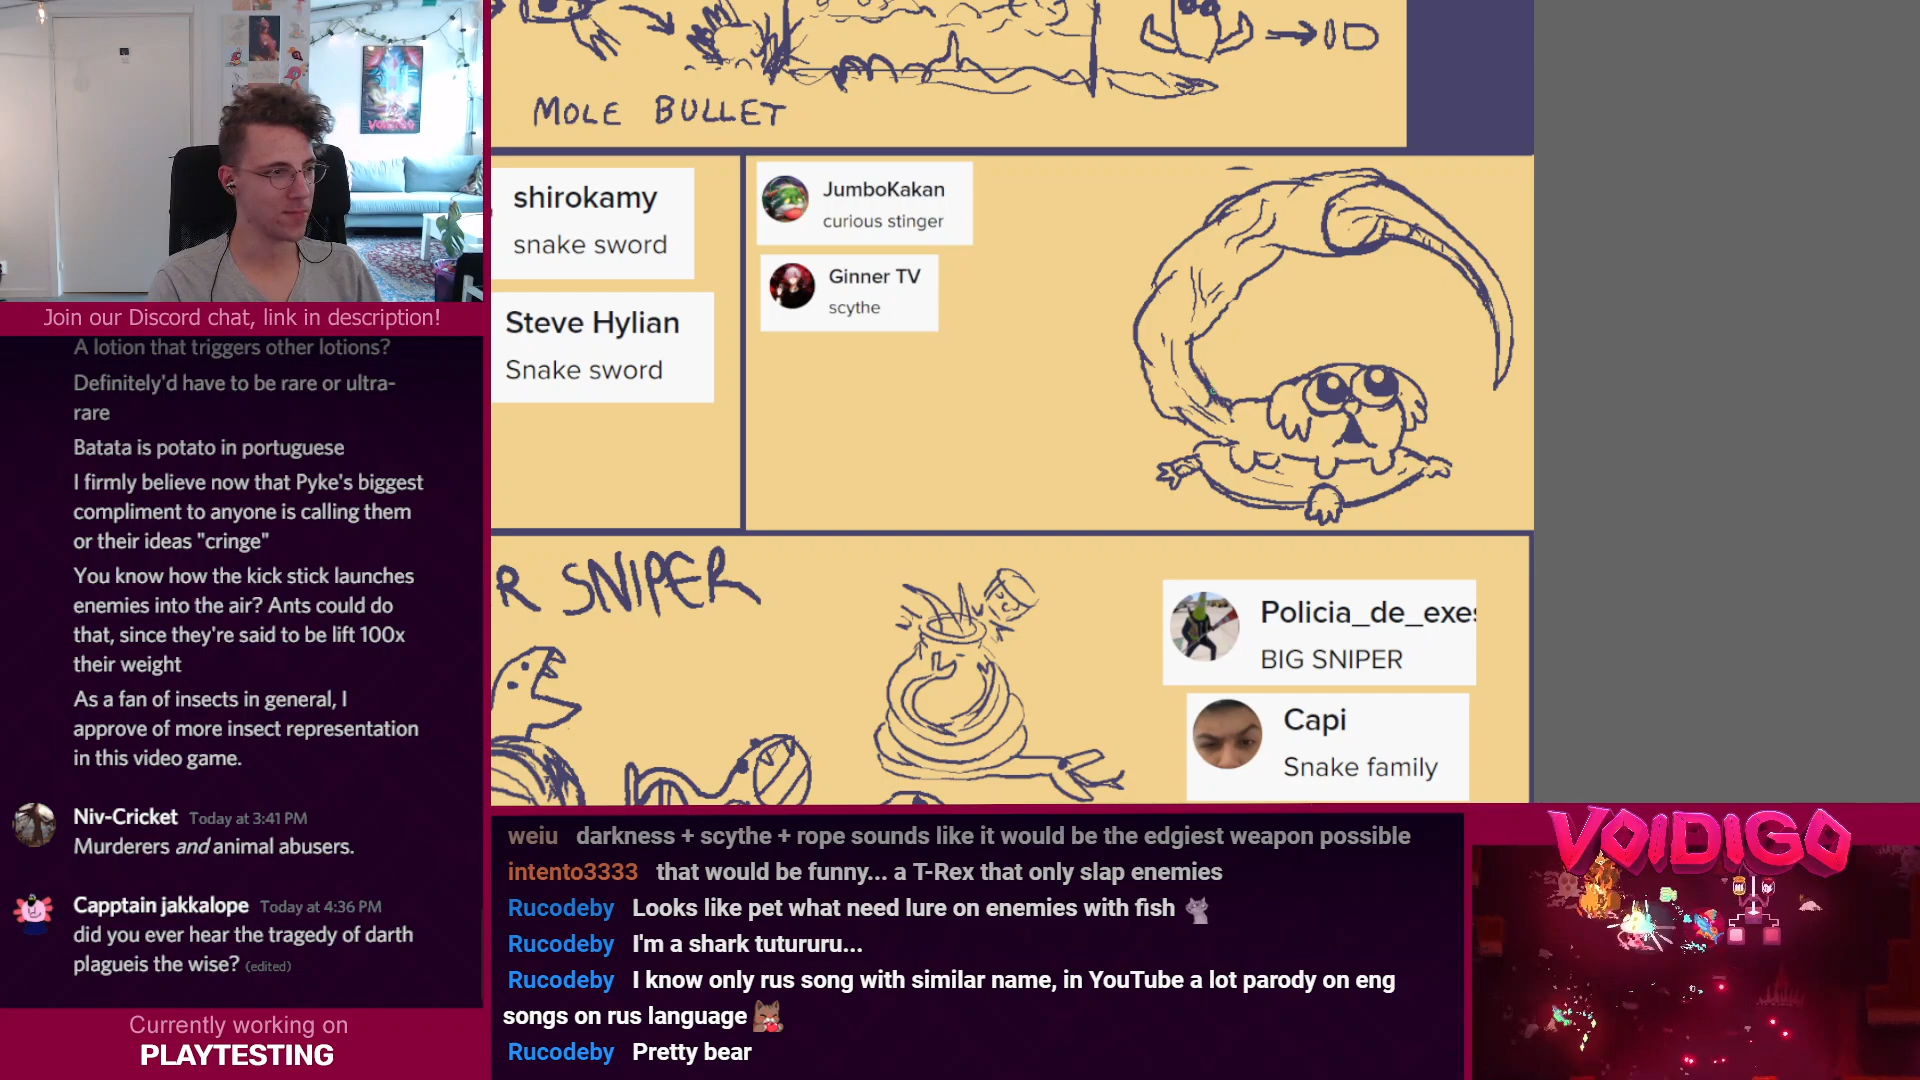 VOIDIGO
Join our Discord chat, link in description!
A lotion that triggers other lotions?
Definitely'd have to be rare or ultra-
rare
Batata is potato in portuguese
I firmly believe now that Pyke's biggest
compliment to anyone is calling them
or their ideas "cringe"
You know how the kick stick launches
enemies into the air? Ants could do
that, since they're said to be lift 100x
their weight
As a fan of insects in general, I
approve of more insect representation
in this video game.
Niv-Cricket Today at 3:41 PM
Murderers and animal abusers.
Capptain jakkalope Today at 4:36 PM
did you ever hear the tragedy of darth
plagueis the wise? (edited)
Currently working on
PLAYTESTING
MOLE BULLET
shirokamy
snake sword
Steve Hylian
Snake sword
JumboKakan
curious stinger
Ginner TV
scythe
R SNIPER
Policia_de_exes
BIG SNIPER
Capi
Snake family
weiu darkness + scythe + rope sounds like it would be the edgiest weapon possible
intento3333 that would be funny... a T-Rex that only slap enemies
Rucodeby Looks like pet what need lure on enemies with fish
Rucodeby I'm a shark tutururu...
Rucodeby I know only rus song with similar name, in YouTube a lot parody on eng
songs on rus language
Rucodeby Pretty bear
VOIDIGO